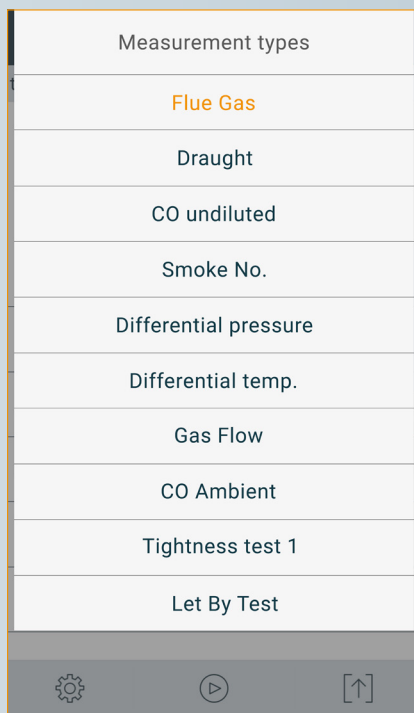 Measurement types
Flue Gas
Draught
CO undiluted
Smoke No.
Differential pressure
Differential temp.
Gas Flow
CO Ambient
Tightness test 1
Let By Test